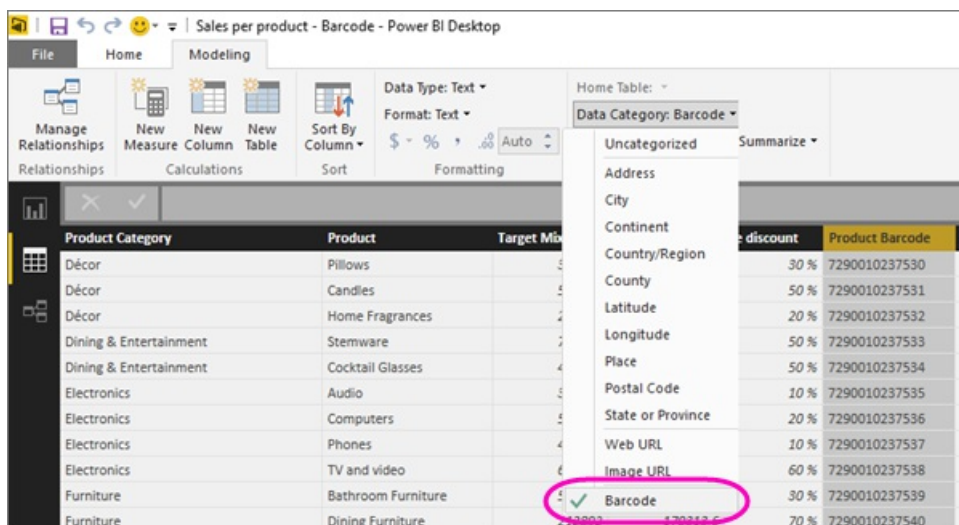 Sales per product - Barcode - Power BI Desktop
File Home Modeling
Manage Relationships
New Measure
New Column
New Table
Sort By Column
Data Type: Text
Format: Text
$ % , .00 Auto
Home Table:
Data Category: Barcode
Summarize
Relationships Calculations Sort Formatting
Uncategorized
Address
City
Continent
Country/Region
County
Latitude
Longitude
Place
Postal Code
State or Province
Web URL
Image URL
Barcode
Product Category Product Target discount Product Barcode
Décor Pillows 30 % 7290010237530
Décor Candles 50 % 7290010237531
Décor Home Fragrances 20 % 7290010237532
Dining & Entertainment Stemware 50 % 7290010237533
Dining & Entertainment Cocktail Glasses 50 % 7290010237534
Electronics Audio 10 % 7290010237535
Electronics Computers 20 % 7290010237536
Electronics Phones 10 % 7290010237537
Electronics TV and video 60 % 7290010237538
Furniture Bathroom Furniture 30 % 7290010237539
Furniture Dining Furniture 70 % 7290010237540